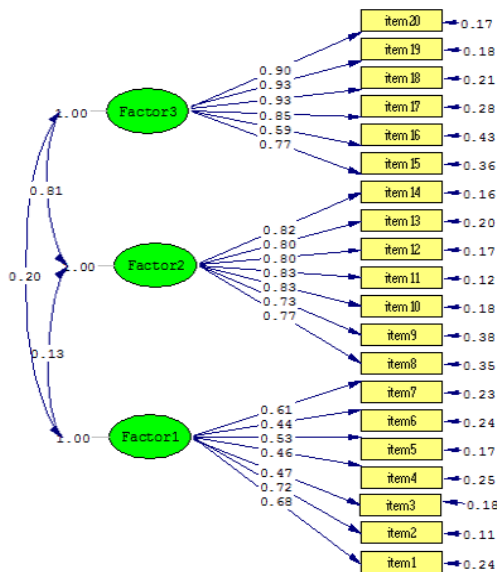 item20 0.17
item19 0.18
0.90
item18 0.21
0.93
0.93
item17 0.28
1.00 Factor3
0.85
0.59
item16 0.43
0.77
item15 0.36
0.81
item14 0.16
0.82
item13 0.20
0.80
item12 0.17
0.80
1.00 Factor2
0.20
0.83
item11 0.12
0.83
item10 0.18
0.73
item9 0.38
0.77
0.13
item8 0.35
item7 0.23
0.61
item6 0.24
0.44
1.00 Factor1
0.53
item5 0.17
0.46
item4 0.25
0.47
0.72
item3 0.18
0.68
item2 0.11
item1 0.24